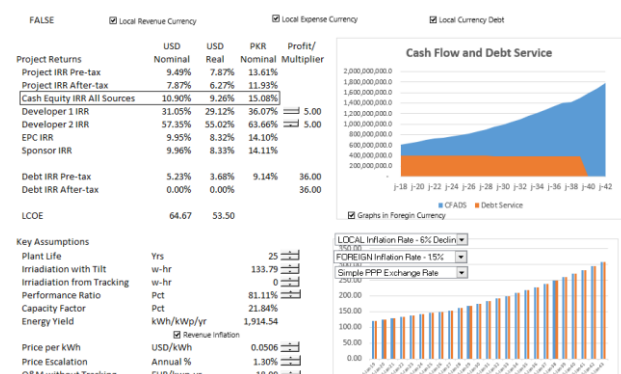 FALSE Local Revenue Currency Local Expense Currency Local Currency Debt
USD USD PKR Profit/
Project Returns Nominal Real Nominal Multiplier
Project IRR Pre-tax 9.49% 7.87% 13.61%
Project IRR After-tax 7.87% 6.27% 11.93%
Cash Equity IRR All Sources 10.90% 9.26% 15.08%
Developer 1 IRR 31.05% 29.12% 36.07% 5.00
Developer 2 IRR 57.35% 55.02% 63.66% 5.00
EPC IRR 9.95% 8.32% 14.10%
Sponsor IRR 9.96% 8.33% 14.11%
Debt IRR Pre-tax 5.23% 3.68% 9.14% 36.00
Debt IRR After-tax 0.00% 0.00% 36.00
LCOE 64.67 53.50
Cash Flow and Debt Service
2,000,000,000.0
1,800,000,000.0
1,600,000,000.0
1,400,000,000.0
1,200,000,000.0
1,000,000,000.0
800,000,000.0
600,000,000.0
400,000,000.0
200,000,000.0
-
j-18 j-20 j-22 j-24 j-26 j-28 j-30 j-32 j-34 j-36 j-38 j-40 j-42
CFADS Debt Service
Graphs in Foregin Currency
Key Assumptions
Plant Life Yrs 25
Irriadiation with Tilt w-hr 133.79
Irriadiation from Tracking w-hr 0
Performance Ratio Pct 81.11%
Capacity Factor Pct 21.84%
Energy Yield kWh/kWp/yr 1,914.54
Revenue Inflation
Price per kWh USD/kWh 0.0506
Price Escalation Annual % 1.30%
LOCAL Inflation Rate - 6% Declin
350.00
FOREIGN Inflation Rate - 1.5%
Simple PPP Exchange Rate
250.00
200.00
150.00
100.00
50.00
0.00